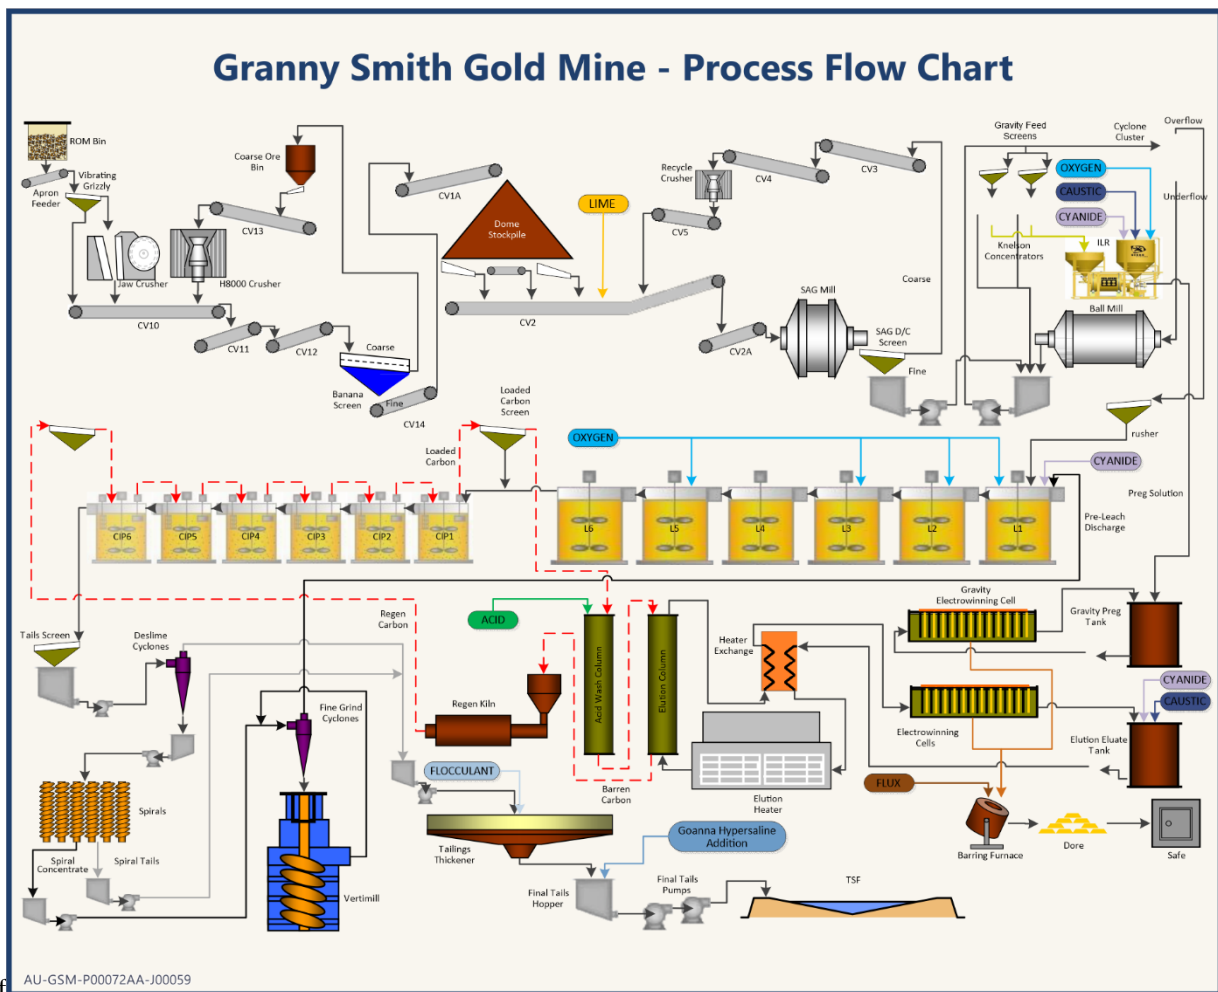 Granny Smith Gold Mine - Process Flow Chart
ROM Bin
Apron
Feeder
Vibrating
Grizzly
Jaw Crusher
H8000 Crusher
Coarse Ore
Bin
CV13
CV10
CV11
CV12
Coarse
Banana
Screen
Fine
CV14
CV1A
Dome
Stockpile
LIME
CV2
Recycle
Crusher
CV5
CV4
CV3
CV2A
SAG Mill
SAG D/C
Screen
Fine
Coarse
Gravity Feed
Screens
Cyclone
Cluster
Overflow
Underflow
OXYGEN
CAUSTIC
CYANIDE
Knelson
Concentrators
ILR
Ball Mill
rusher
CYANIDE
Preg Solution
Pre-Leach
Discharge
Loaded
Carbon
Screen
Loaded
Carbon
OXYGEN
CIP6
CIP5
CIP4
CIP3
CIP2
CIP1
L6
L5
L4
L3
L2
L1
Tails Screen
Deslime
Cyclones
Regen
Carbon
ACID
Acid Wash Column
Elution Column
Heater
Exchange
Gravity
Electrowinning Cell
Gravity Preg
Tank
CYANIDE
CAUSTIC
Electrowinning
Cells
Elution Eluate
Tank
Fine Grind
Cyclones
Regen Kiln
FLOCCULANT
Barren
Carbon
Elution
Heater
FLUX
Spirals
Spiral
Concentrate
Spiral Tails
Vertimill
Tailings
Thickener
Goanna Hypersaline
Addition
Final Tails
Hopper
Final Tails
Pumps
TSF
Barring Furnace
Dore
Safe
AU-GSM-P00072AA-J00059
f